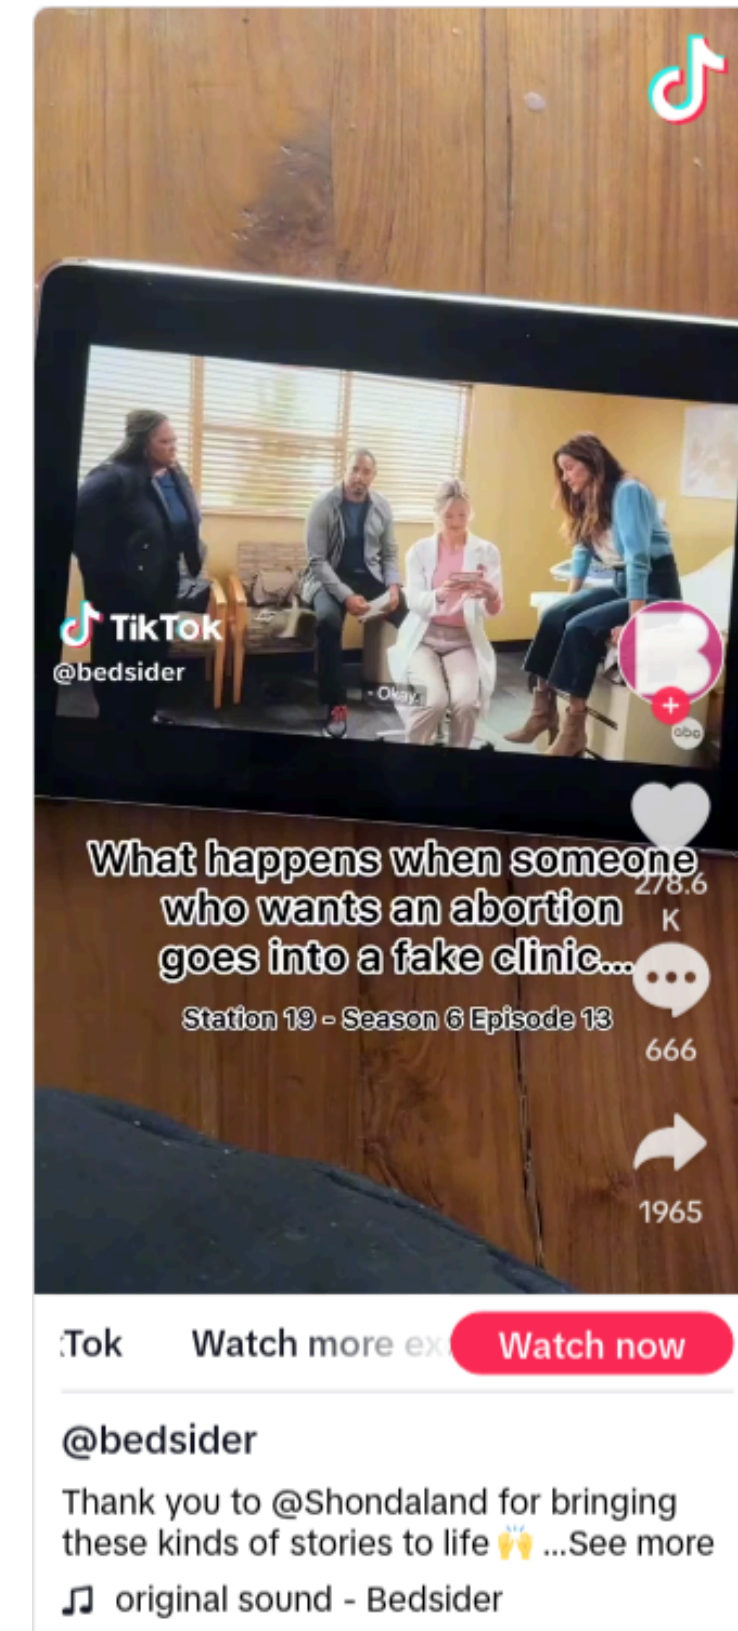 TikTok
@bedsider
- Okay.
abc
What happens when someone
who wants an abortion
goes into a fake clinic...
Station 19 - Season 6 Episode 13
278.6
K
666
1965
Tok
Watch more ex
Watch now
@bedsider
Thank you to @Shondaland for bringing
these kinds of stories to life 🙌 ...See more
original sound - Bedsider